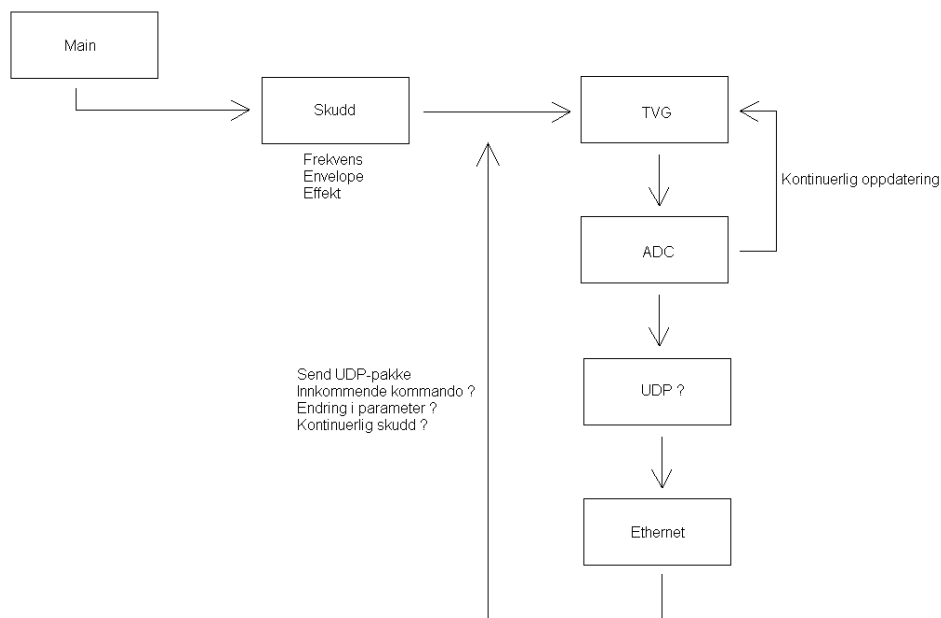 Main
Skudd
Frekvens
Envelope
Effekt
TVG
Kontinuerlig oppdatering
ADC
Send UDP-pakke
Innkommende kommando ?
Endring i parameter ?
Kontinuerlig skudd ?
UDP ?
Ethernet